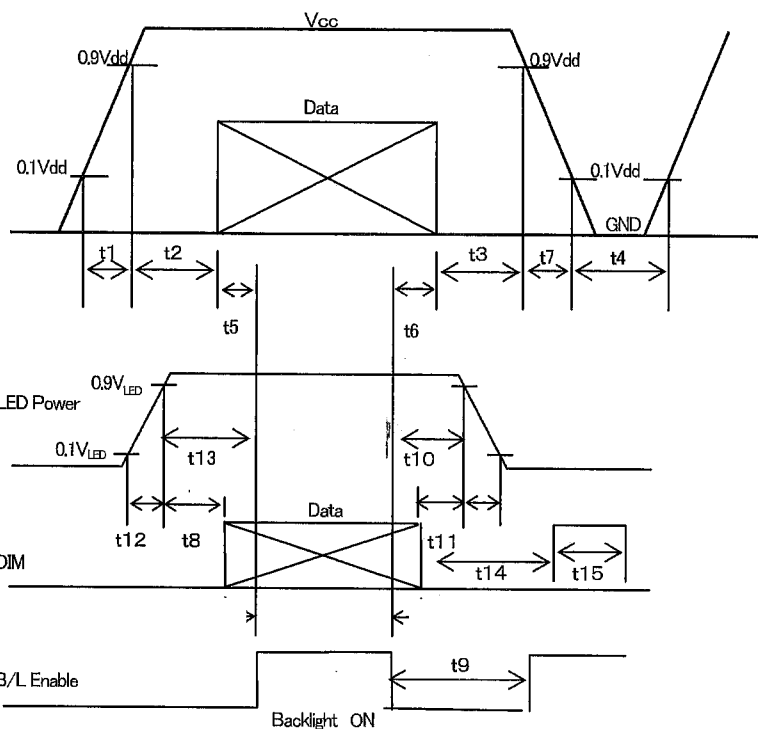 Vcc
0.9Vdd 0.9Vdd
Data
0.1Vdd 0.1Vdd
GND
t1 t2 t3 t7 t4
t5 t6
0.9VLED
LED Power
0.1VLED
t13 t10
Data
t12 t8 t11
DIM
t14 t15
B/L Enable
t9
Backlight ON